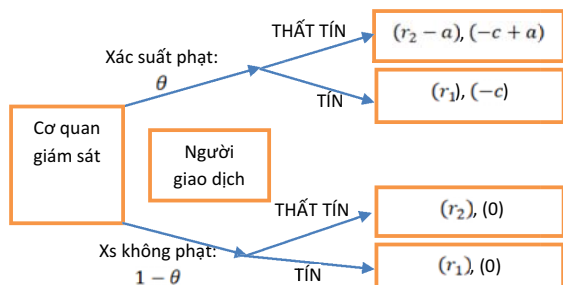 THẤT TÍN
(r₂ − a), (−c + a)
Xác suất phạt:
θ
TÍN
(r₁), (−c)
Cơ quan
giám sát
Người
giao dịch
THẤT TÍN
(r₂), (0)
Xs không phạt:
1 − θ
TÍN
(r₁), (0)